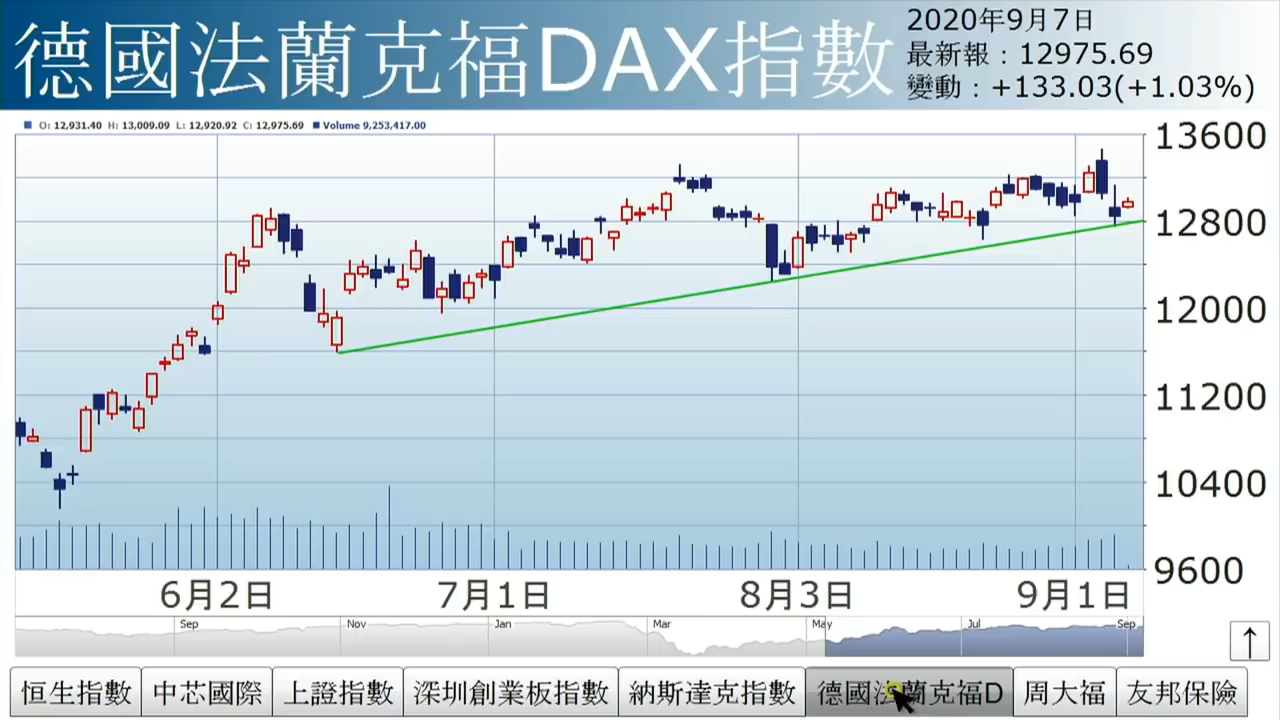 德國法蘭克福DAX指數
2020年9月7日
最新報：12975.69
變動：+133.03(+1.03%)
O: 12,931.40 H: 13,009.09 L: 12,920.92 C: 12,975.69 Volume 9,253,417.00
13600
12800
12000
11200
10400
9600
6月2日 7月1日 8月3日 9月1日
Sep Nov Jan Mar May Jul Sep
↑
恒生指數 中芯國際 上證指數 深圳創業板指數 納斯達克指數 德國法蘭克福D 周大福 友邦保險